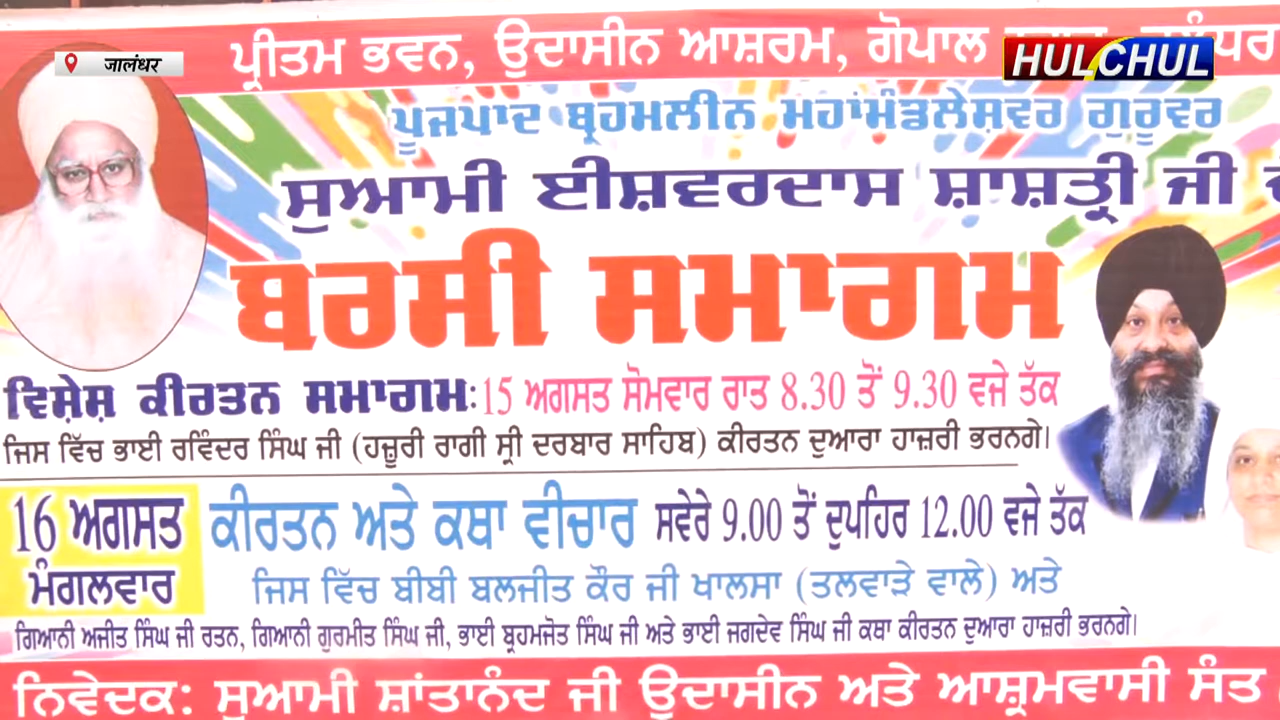 ਪ੍ਰੀਤਮ ਭਵਨ, ਉਦਾਸੀਨ ਆਸ਼ਰਮ, ਗੋਪਾਲ
जालंधर
HULCHUL
ਪੂਜਪਾਦ ਬ੍ਰਹਮਲੀਨ ਮਹਾਂਮੰਡਲੇਸ਼ਵਰ ਗੁਰੂਵਰ
ਸੁਆਮੀ ਈਸ਼ਵਰਦਾਸ ਸ਼ਾਸ਼ਤ੍ਰੀ ਜੀ
ਬਰਸੀ ਸਮਾਗਮ
ਵਿਸ਼ੇਸ਼ ਕੀਰਤਨ ਸਮਾਗਮ: 15 ਅਗਸਤ ਸੋਮਵਾਰ ਰਾਤ 8.30 ਤੋਂ 9.30 ਵਜੇ ਤੱਕ
ਜਿਸ ਵਿੱਚ ਭਾਈ ਰਵਿੰਦਰ ਸਿੰਘ ਜੀ (ਹਜ਼ੂਰੀ ਰਾਗੀ ਸ੍ਰੀ ਦਰਬਾਰ ਸਾਹਿਬ) ਕੀਰਤਨ ਦੁਆਰਾ ਹਾਜ਼ਰੀ ਭਰਨਗੇ।
16 ਅਗਸਤ ਮੰਗਲਵਾਰ
ਕੀਰਤਨ ਅਤੇ ਕਥਾ ਵੀਚਾਰ ਸਵੇਰੇ 9.00 ਤੋਂ ਦੁਪਹਿਰ 12.00 ਵਜੇ ਤੱਕ
ਜਿਸ ਵਿੱਚ ਬੀਬੀ ਬਲਜੀਤ ਕੌਰ ਜੀ ਖਾਲਸਾ (ਤਲਵਾੜੇ ਵਾਲੇ) ਅਤੇ
ਗਿਆਨੀ ਅਜੀਤ ਸਿੰਘ ਜੀ ਰਤਨ, ਗਿਆਨੀ ਗੁਰਮੀਤ ਸਿੰਘ ਜੀ, ਭਾਈ ਬ੍ਰਹਮਜੋਤ ਸਿੰਘ ਜੀ ਅਤੇ ਭਾਈ ਜਗਦੇਵ ਸਿੰਘ ਜੀ ਕਥਾ ਕੀਰਤਨ ਦੁਆਰਾ ਹਾਜ਼ਰੀ ਭਰਨਗੇ।
ਨਿਵੇਦਕ: ਸੁਆਮੀ ਸ਼ਾਂਤਾਨੰਦ ਜੀ ਉਦਾਸੀਨ ਅਤੇ ਆਸ਼੍ਰਮਵਾਸੀ ਸੰਤ